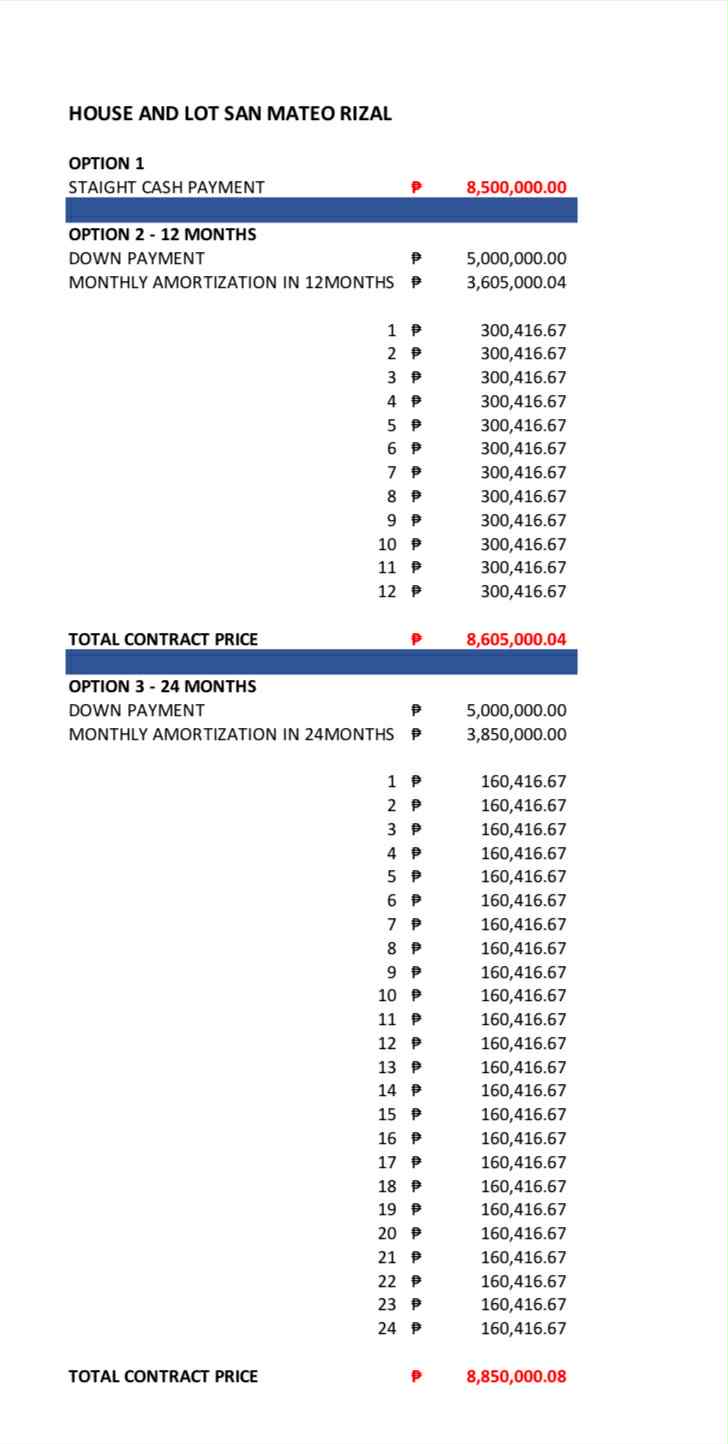 HOUSE AND LOT SAN MATEO RIZAL
OPTION 1
STAIGHT CASH PAYMENT ₱ 8,500,000.00
OPTION 2 - 12 MONTHS
DOWN PAYMENT ₱ 5,000,000.00
MONTHLY AMORTIZATION IN 12MONTHS ₱ 3,605,000.04
1 ₱ 300,416.67
2 ₱ 300,416.67
3 ₱ 300,416.67
4 ₱ 300,416.67
5 ₱ 300,416.67
6 ₱ 300,416.67
7 ₱ 300,416.67
8 ₱ 300,416.67
9 ₱ 300,416.67
10 ₱ 300,416.67
11 ₱ 300,416.67
12 ₱ 300,416.67
TOTAL CONTRACT PRICE ₱ 8,605,000.04
OPTION 3 - 24 MONTHS
DOWN PAYMENT ₱ 5,000,000.00
MONTHLY AMORTIZATION IN 24MONTHS ₱ 3,850,000.00
1 ₱ 160,416.67
2 ₱ 160,416.67
3 ₱ 160,416.67
4 ₱ 160,416.67
5 ₱ 160,416.67
6 ₱ 160,416.67
7 ₱ 160,416.67
8 ₱ 160,416.67
9 ₱ 160,416.67
10 ₱ 160,416.67
11 ₱ 160,416.67
12 ₱ 160,416.67
13 ₱ 160,416.67
14 ₱ 160,416.67
15 ₱ 160,416.67
16 ₱ 160,416.67
17 ₱ 160,416.67
18 ₱ 160,416.67
19 ₱ 160,416.67
20 ₱ 160,416.67
21 ₱ 160,416.67
22 ₱ 160,416.67
23 ₱ 160,416.67
24 ₱ 160,416.67
TOTAL CONTRACT PRICE ₱ 8,850,000.08